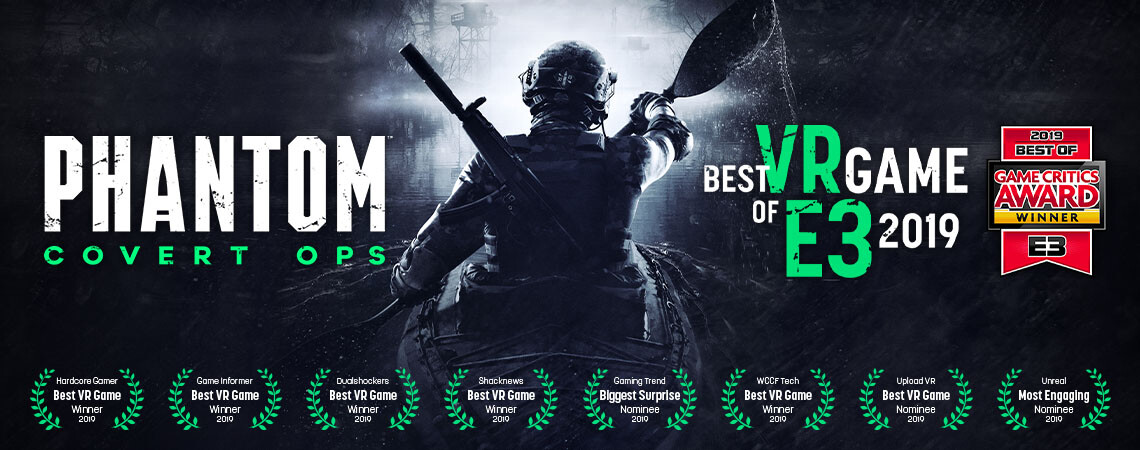 PHANTOM
COVERT OPS
BEST VR GAME
OF E3 2019
2019
BEST OF
GAME CRITICS
AWARD
WINNER
E3
Hardcore Gamer
Best VR Game
Winner
2019
Game Informer
Best VR Game
Winner
2019
Dualshockers
Best VR Game
Winner
2019
Shacknews
Best VR Game
Winner
2019
Gaming Trend
Biggest Surprise
Nominee
2019
WCCF Tech
Best VR Game
Winner
2019
Upload VR
Best VR Game
Nominee
2019
Unreal
Most Engaging
Nominee
2019